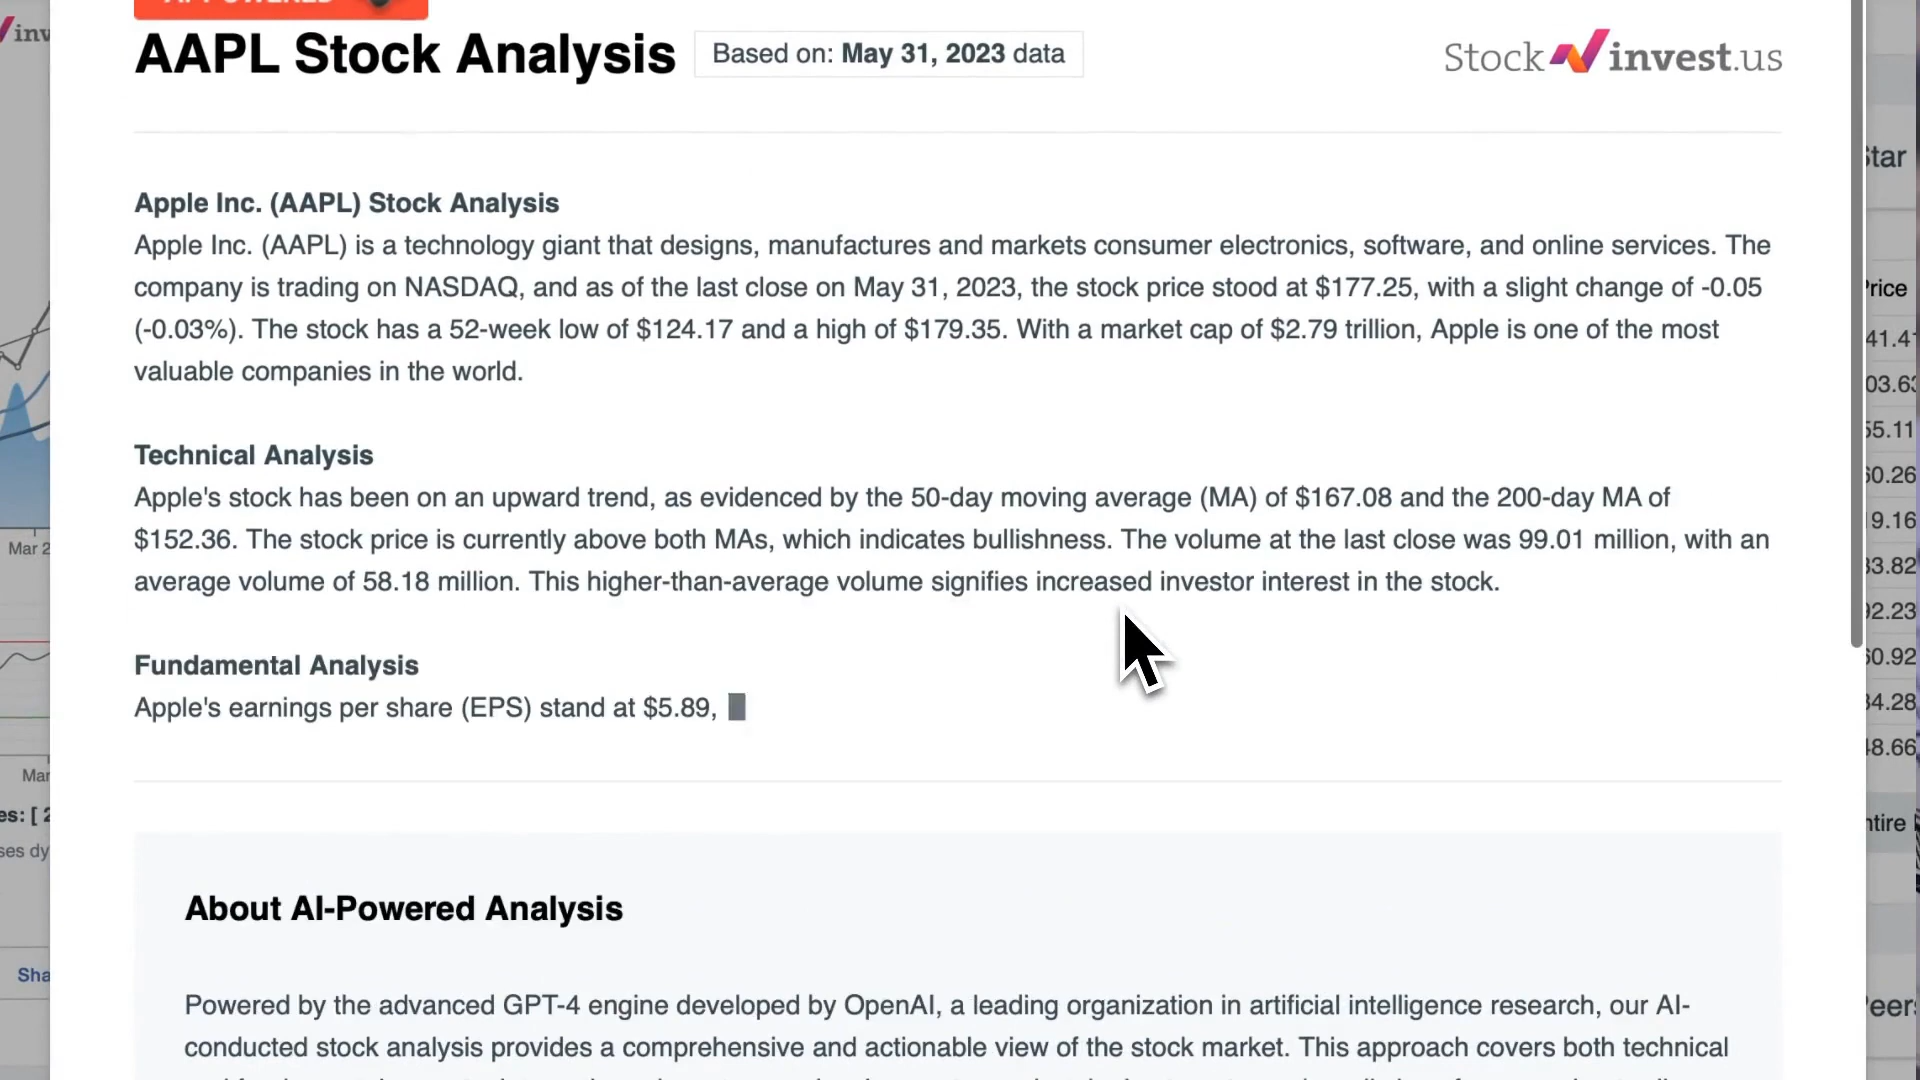 AAPL Stock Analysis
Based on: May 31, 2023 data
Stock invest.us
Apple Inc. (AAPL) Stock Analysis
Apple Inc. (AAPL) is a technology giant that designs, manufactures and markets consumer electronics, software, and online services. The
company is trading on NASDAQ, and as of the last close on May 31, 2023, the stock price stood at $177.25, with a slight change of -0.05
(-0.03%). The stock has a 52-week low of $124.17 and a high of $179.35. With a market cap of $2.79 trillion, Apple is one of the most
valuable companies in the world.
Technical Analysis
Apple's stock has been on an upward trend, as evidenced by the 50-day moving average (MA) of $167.08 and the 200-day MA of
$152.36. The stock price is currently above both MAs, which indicates bullishness. The volume at the last close was 99.01 million, with an
average volume of 58.18 million. This higher-than-average volume signifies increased investor interest in the stock.
Fundamental Analysis
Apple's earnings per share (EPS) stand at $5.89,
About AI-Powered Analysis
Powered by the advanced GPT-4 engine developed by OpenAI, a leading organization in artificial intelligence research, our AI-
conducted stock analysis provides a comprehensive and actionable view of the stock market. This approach covers both technical